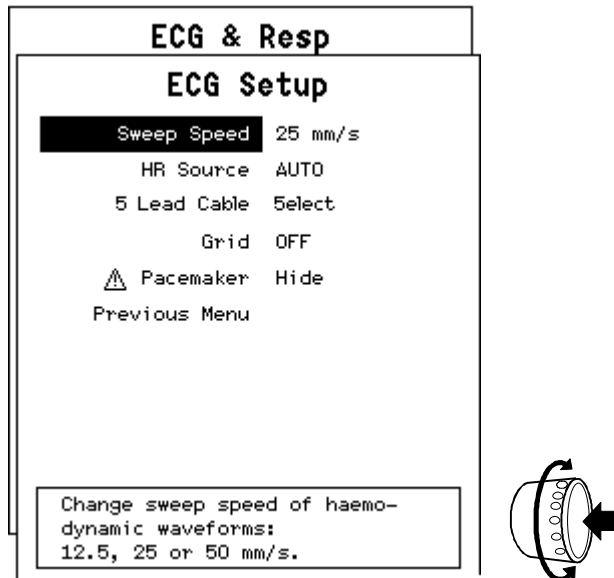 ECG & Resp
ECG Setup
Sweep Speed 25 mm/s
HR Source AUTO
5 Lead Cable 5elect
Grid OFF
⚠ Pacemaker Hide
Previous Menu
Change sweep speed of haemo-
dynamic waveforms:
12.5, 25 or 50 mm/s.